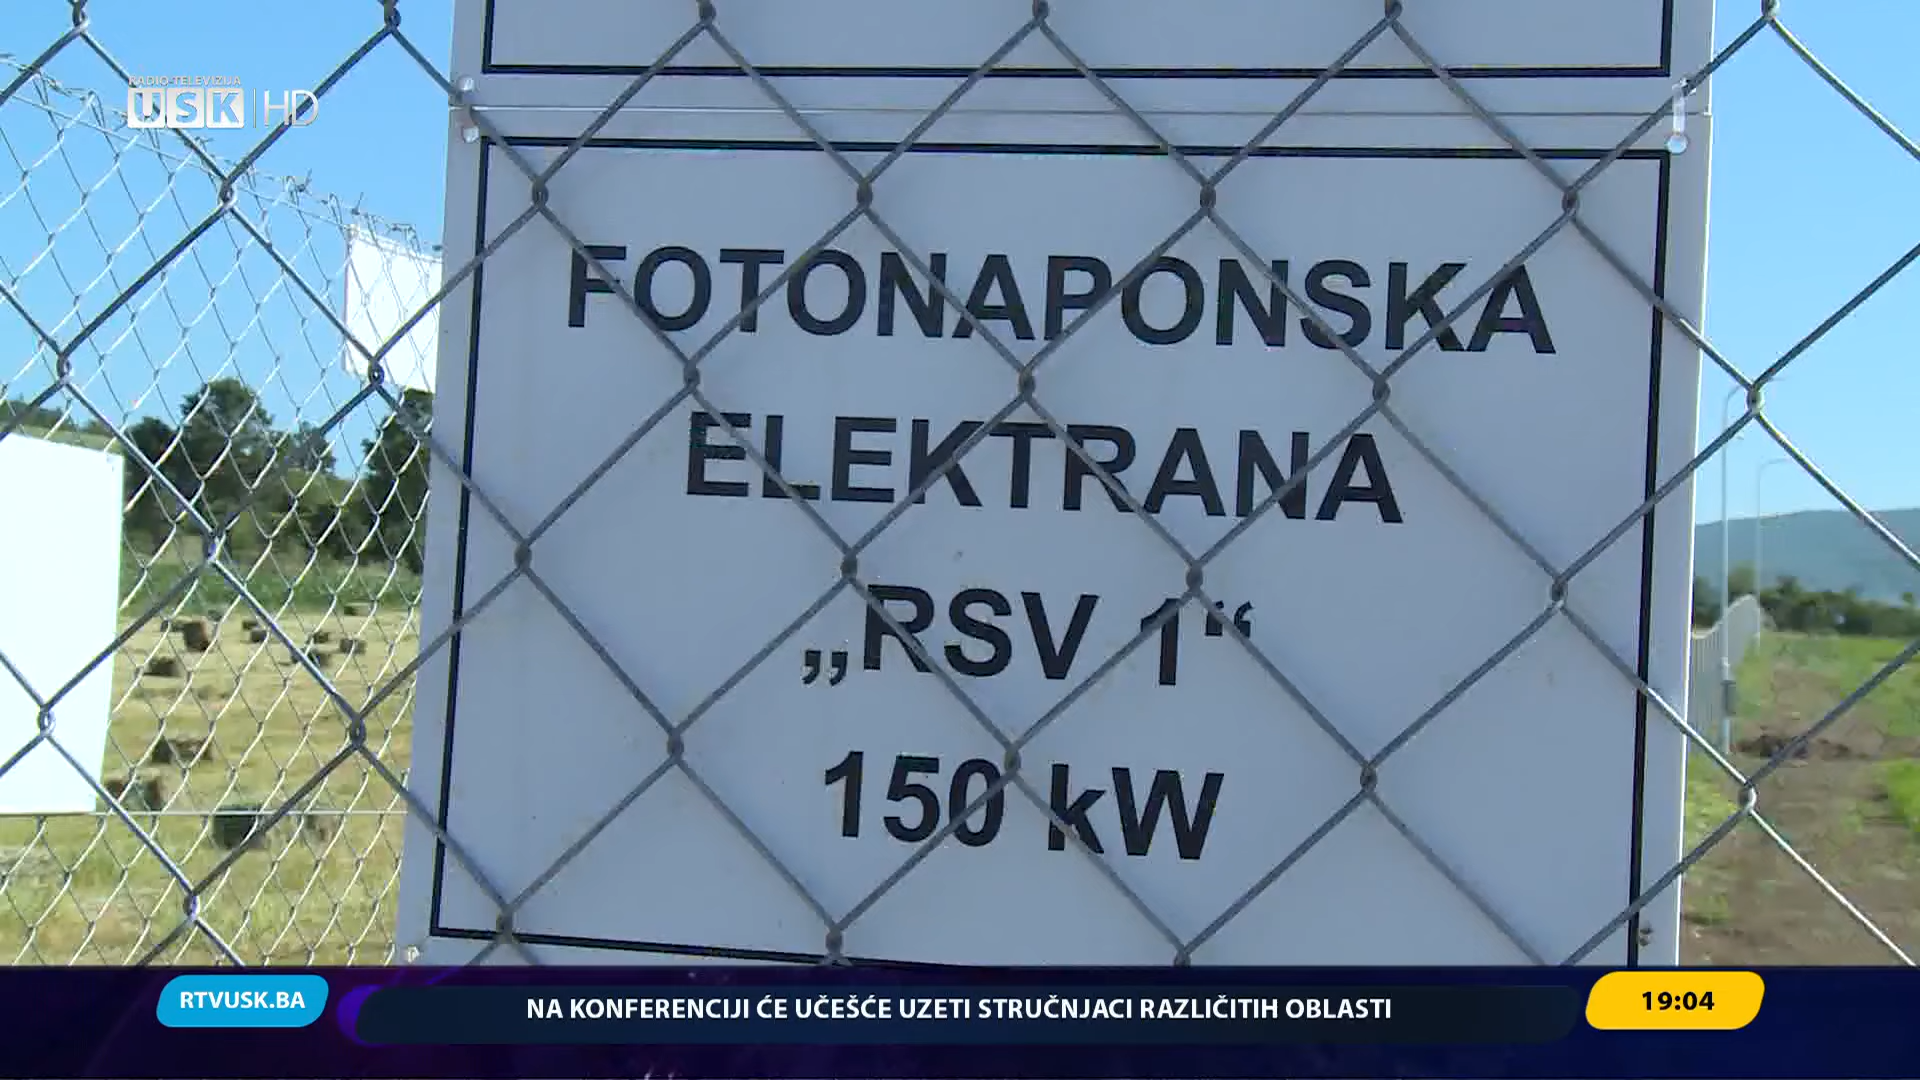 RADIO-TELEVIZIJA
USK HD
FOTONAPONSKA
ELEKTRANA
„RSV 1“
150 kW
RTVUSK.BA
NA KONFERENCIJI ĆE UČEŠĆE UZETI STRUČNJACI RAZLIČITIH OBLASTI
19:04